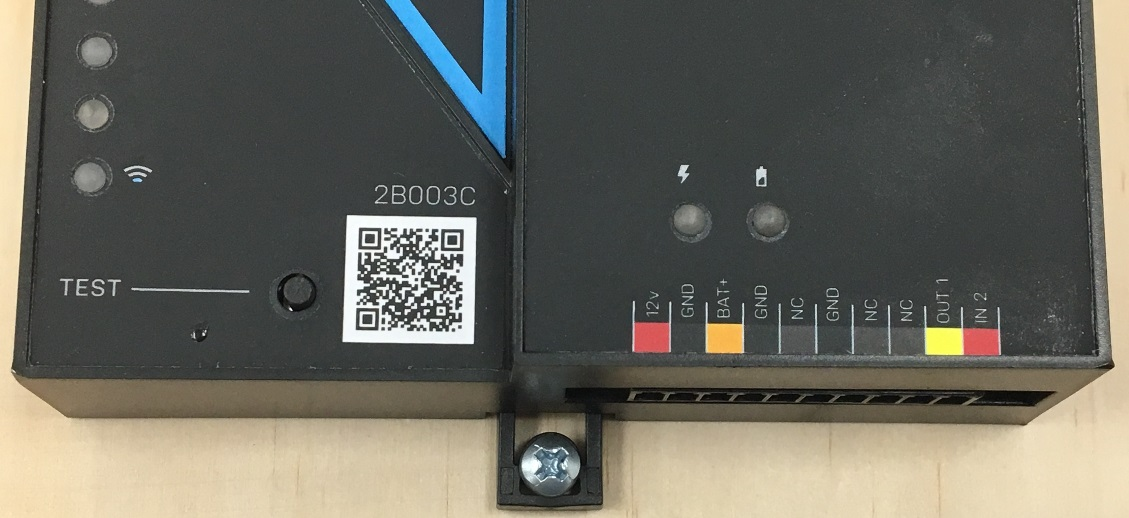 2B003C
TEST
12v
GND
BAT+
GND
NC
GND
NC
NC
OUT 1
IN 2